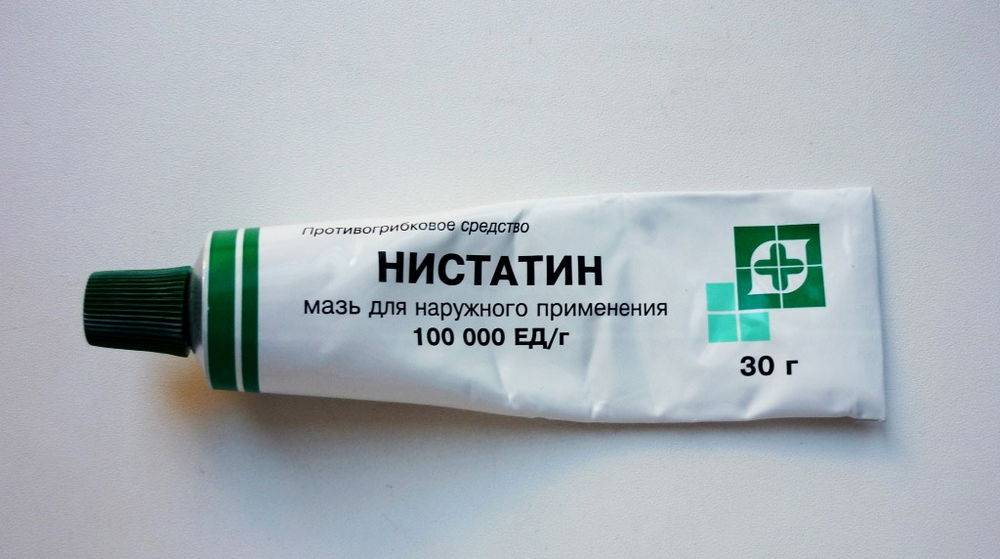 Противогрибковое средство
НИСТАТИН
мазь для наружного применения
100 000 ЕД/г
30 г